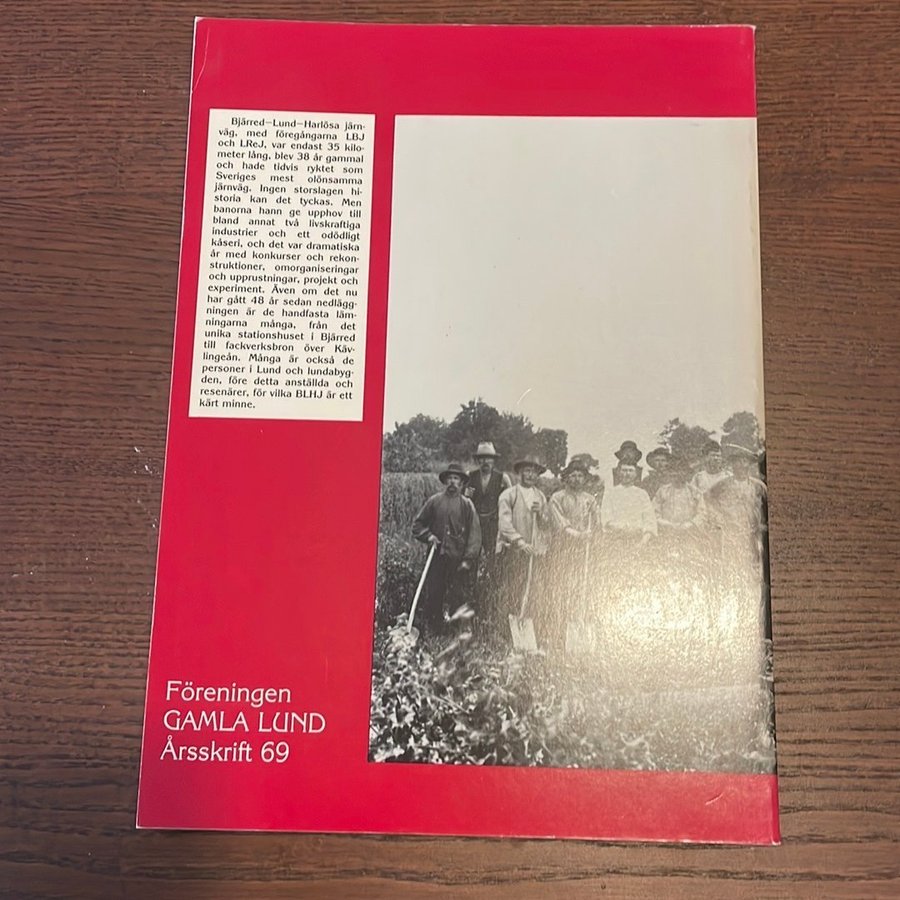 Bjärred–Lund–Harlösa järn-
väg, med föregångarna LBJ
och LReJ, var endast 35 kilo-
meter lång, blev 38 år gammal
och hade tidvis ryktet som
Sveriges mest olönsamma
järnväg. Ingen storslagen hi-
storia kan det tyckas. Men
banorna hann ge upphov till
bland annat två livskraftiga
industrier och ett odödligt
kåseri, och det var dramatiska
år med konkurser och rekon-
struktioner, omorganiseringar
och upprustningar, projekt och
experiment. Även om det nu
har gått 48 år sedan nedlägg-
ningen är de handfasta läm-
ningarna många, från det
unika stationshuset i Bjärred
till fackverksbron över Käv-
lingeån. Många är också de
personer i Lund och lundabyg-
den, före detta anställda och
resenärer, för vilka BLHJ är ett
kärt minne.
Föreningen
GAMLA LUND
Årsskrift 69